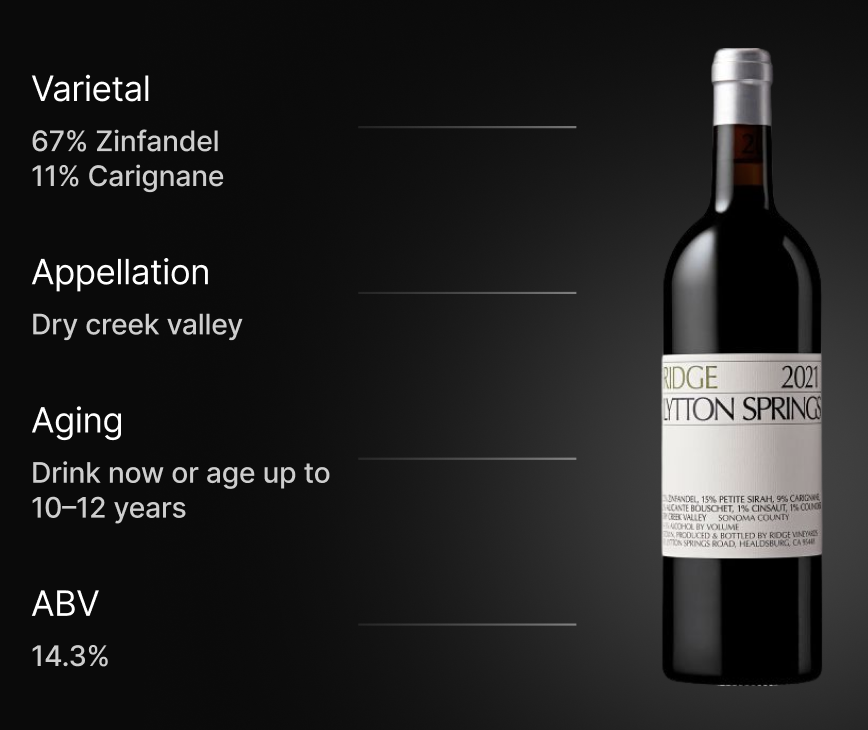 Varietal
67% Zinfandel
11% Carignane
Appellation
Dry creek valley
Aging
Drink now or age up to
10–12 years
ABV
14.3%
RIDGE 2021
LYTTON SPRINGS
ZINFANDEL, 15% PETITE SIRAH, 9% CARIGNANE,
ALICANTE BOUSCHET, 1% CINSAUT, 1% COUNOISE
CREEK VALLEY SONOMA COUNTY
ALCOHOL BY VOLUME
PRODUCED & BOTTLED BY RIDGE VINEYARDS
LYTTON SPRINGS ROAD, HEALDSBURG, CA 95448